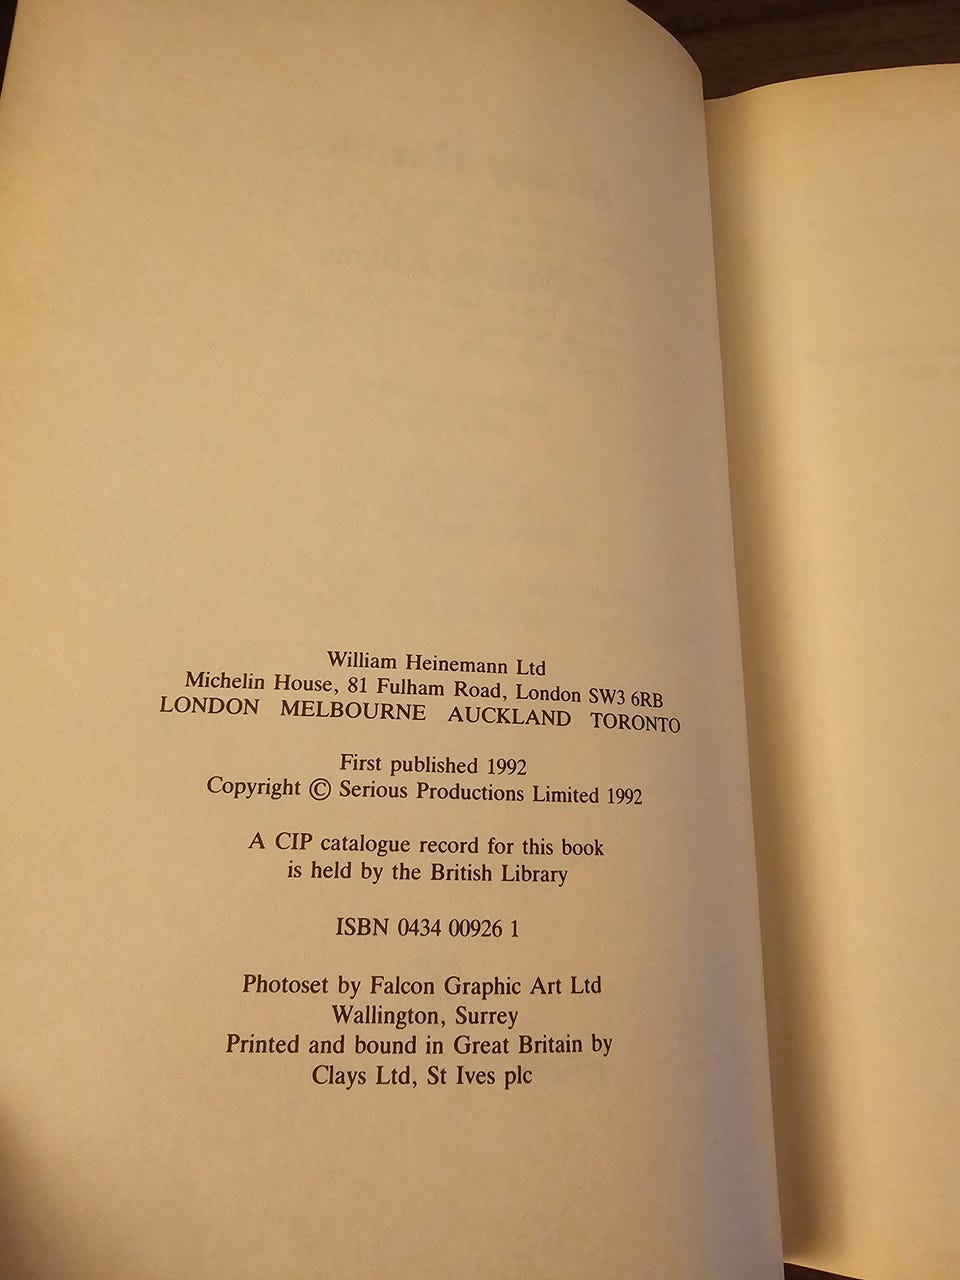 William Heinemann Ltd
Michelin House, 81 Fulham Road, London SW3 6RB
LONDON MELBOURNE AUCKLAND TORONTO
First published 1992
Copyright © Serious Productions Limited 1992
A CIP catalogue record for this book
is held by the British Library
ISBN 0434 00926 1
Photoset by Falcon Graphic Art Ltd
Wallington, Surrey
Printed and bound in Great Britain by
Clays Ltd, St Ives plc